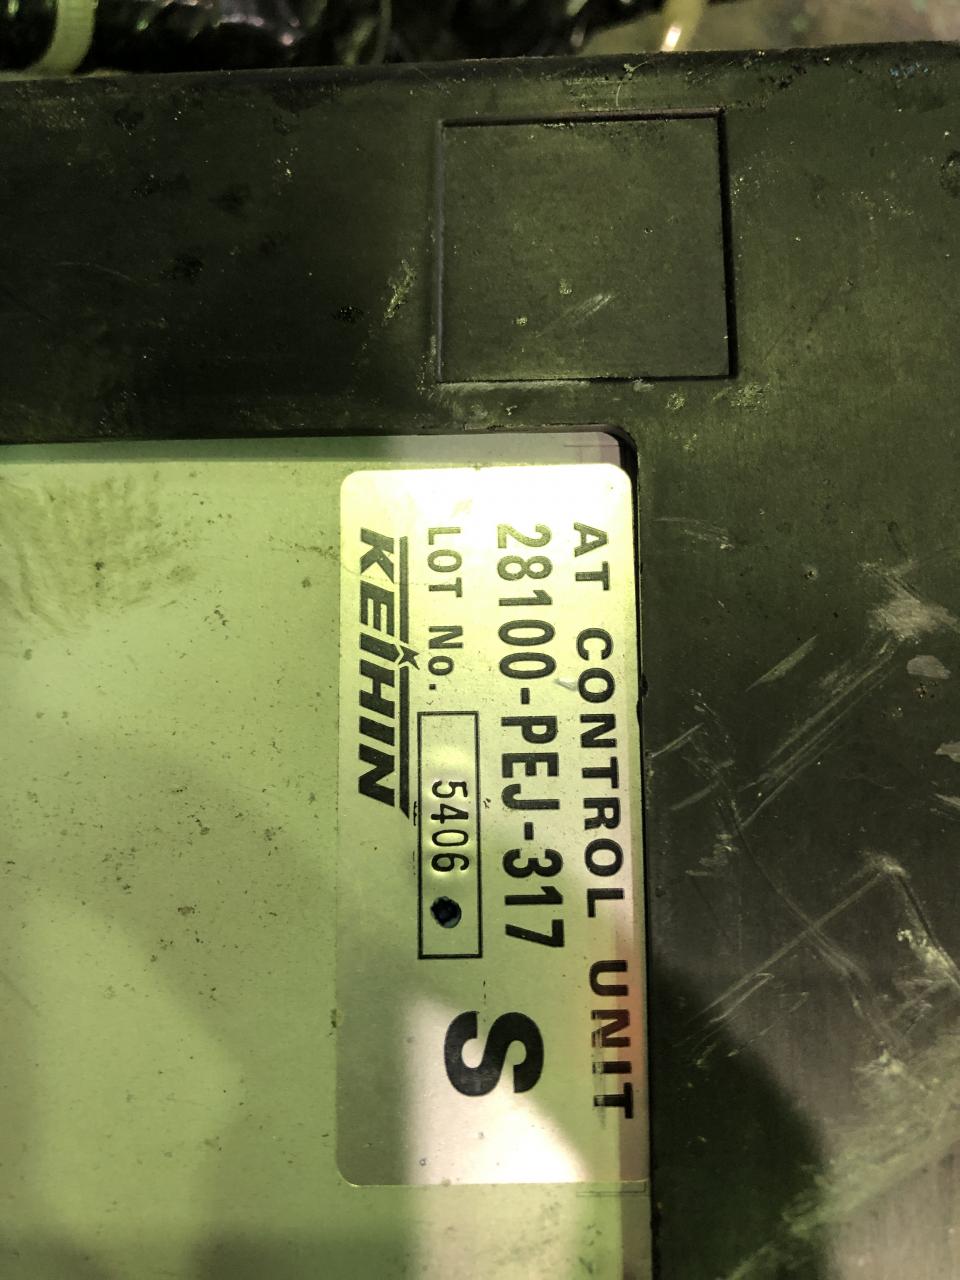 AT CONTROL UNIT
28100-PEJ-317 S
LOT No. 5406
KEIHIN